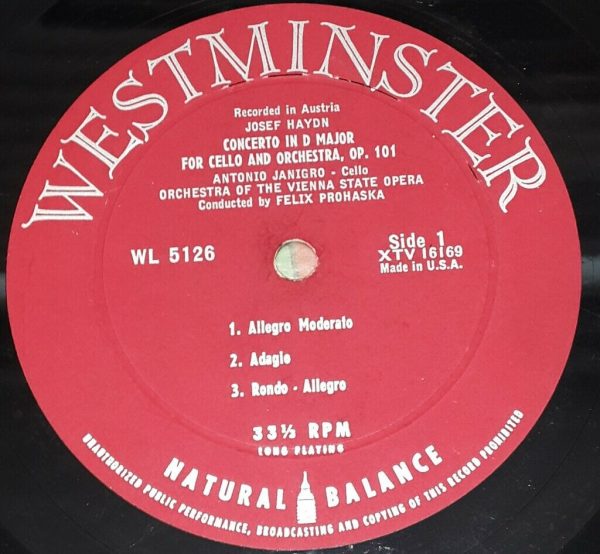 WESTMINSTER
Recorded in Austria
JOSEF HAYDN
CONCERTO IN D MAJOR
FOR CELLO AND ORCHESTRA, OP. 101
ANTONIO JANIGRO - Cello
ORCHESTRA OF THE VIENNA STATE OPERA
Conducted by FELIX PROHASKA
WL 5126
Side 1
XTV 16169
Made in U.S.A.
1. Allegro Moderato
2. Adagio
3. Rondo - Allegro
33⅓ RPM
LONG PLAYING
NATURAL BALANCE
UNAUTHORIZED PUBLIC PERFORMANCE, BROADCASTING AND COPYING OF THIS RECORD PROHIBITED